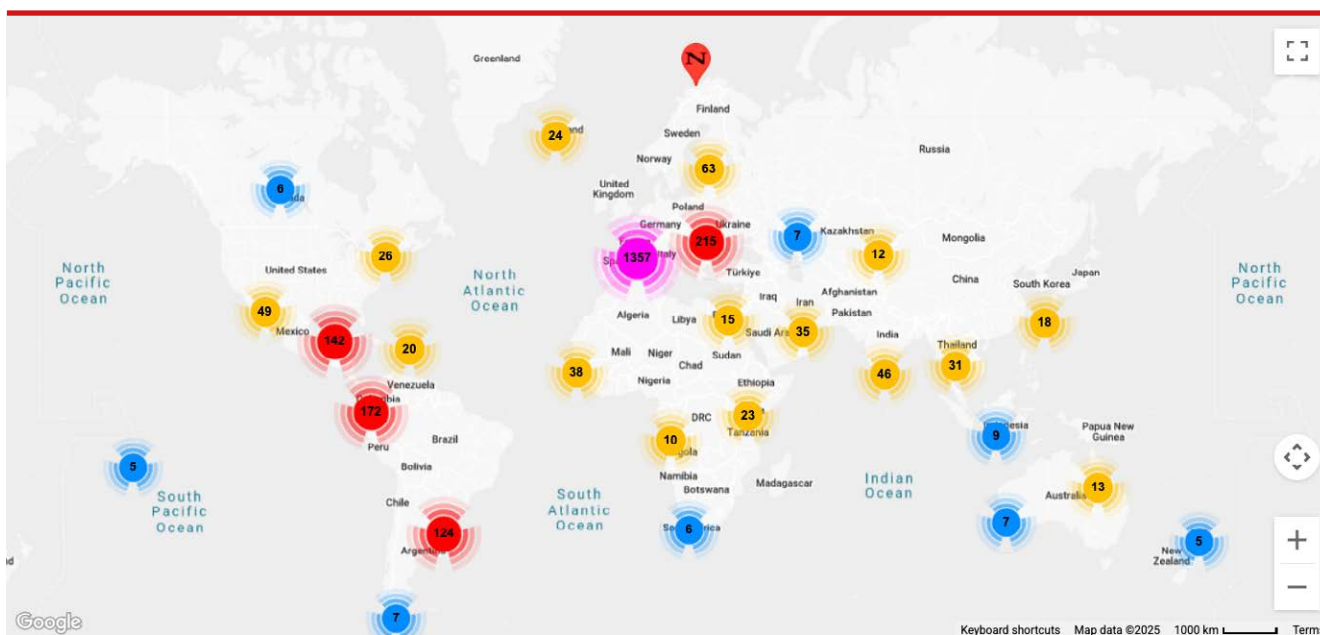 Greenland
N
Finland
24
Sweden
Norway
63
Russia
United
Kingdom
6
Poland
Germany
Ukraine
215
7
Kazakhstan
Mongolia
26
1357
Italy
12
United States
North
Pacific
Ocean
North
Atlantic
Ocean
Türkiye
China
Japan
South Korea
North
Pacific
Ocean
Iraq
Iran
Afghanistan
Pakistan
49
Mexico
142
20
Algeria
Libya
15
Saudi Ara
35
India
18
Thailand
38
Mali
Niger
Chad
Sudan
46
31
Nigeria
Ethiopia
Venezuela
172
DRC
23
Tanzania
9
Papua New
Guinea
Peru
Brazil
10
5
Bolivia
Namibia
Botswana
Madagascar
Indian
Ocean
13
Australia
South
Pacific
Ocean
Chile
South
Atlantic
Ocean
6
7
124
Argentina
New
Zealand
5
7
Google
Keyboard shortcuts
Map data ©2025
1000 km
Terms